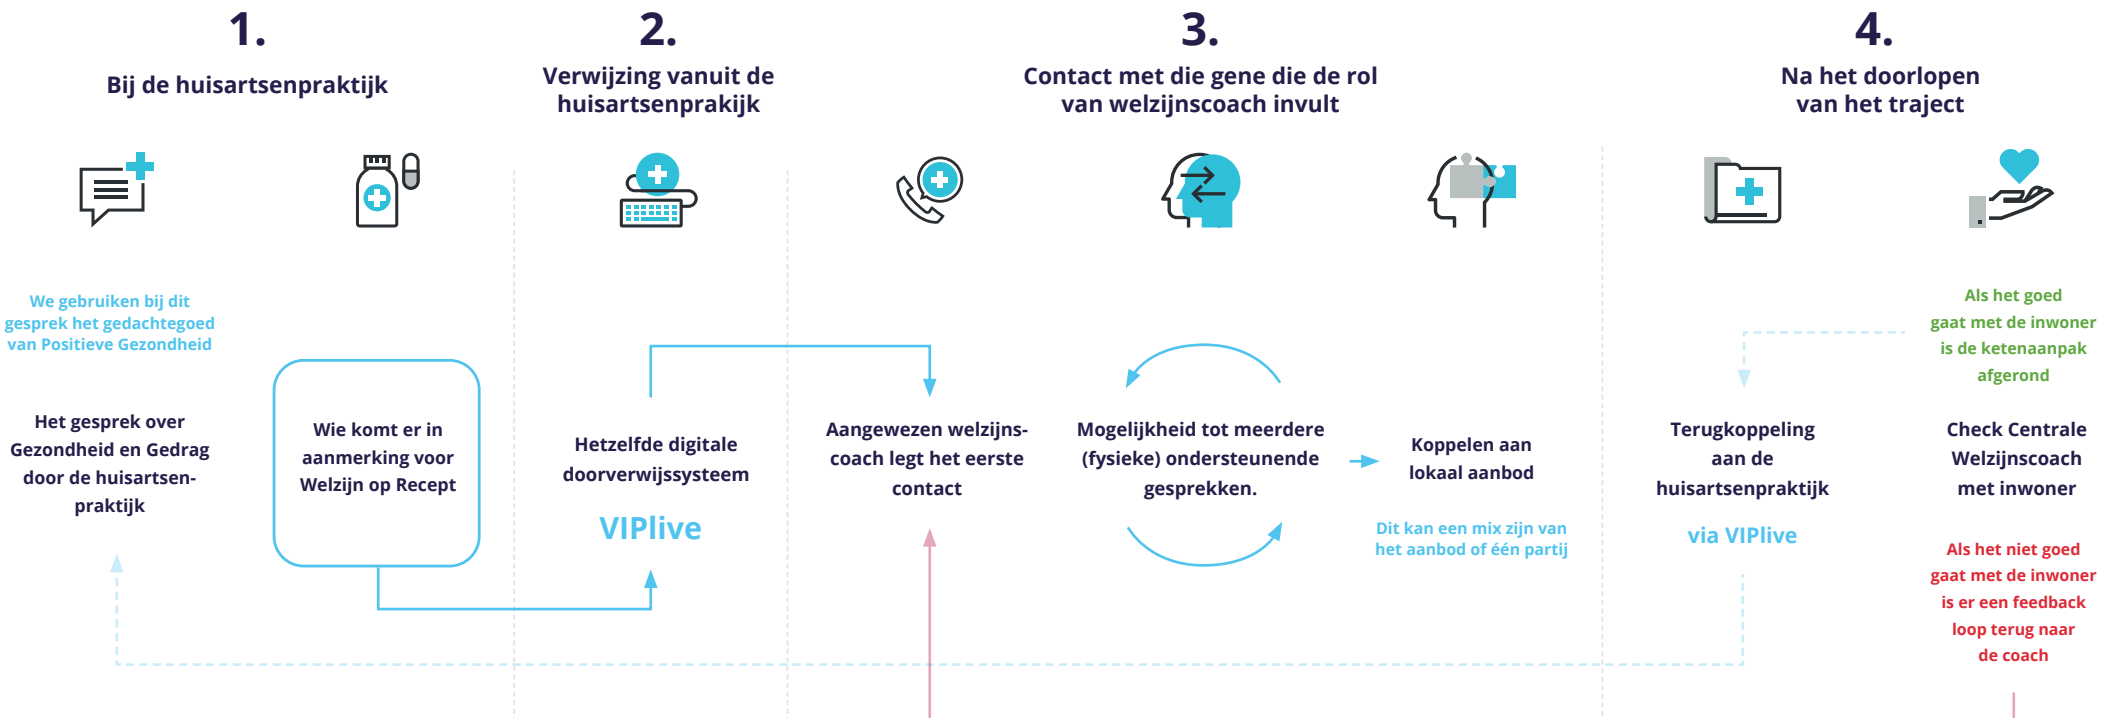 1.
Bij de huisartsenpraktijk
We gebruiken bij dit
gesprek het gedachtegoed
van Positieve Gezondheid
Het gesprek over
Gezondheid en Gedrag
door de huisartsen-
praktijk
Wie komt er in
aanmerking voor
Welzijn op Recept
2.
Verwijzing vanuit de
huisartsenprakijk
Hetzelfde digitale
doorverwijssysteem
VIPlive
3.
Contact met die gene die de rol
van welzijnscoach invult
Aangewezen welzijns-
coach legt het eerste
contact
Mogelijkheid tot meerdere
(fysieke) ondersteunende
gesprekken.
Koppelen aan
lokaal aanbod
Dit kan een mix zijn van
het aanbod of één partij
4.
Na het doorlopen
van het traject
Terugkoppeling
aan de
huisartsenpraktijk
via VIPlive
Als het goed
gaat met de inwoner
is de ketenaanpak
afgerond
Check Centrale
Welzijnscoach
met inwoner
Als het niet goed
gaat met de inwoner
is er een feedback
loop terug naar
de coach